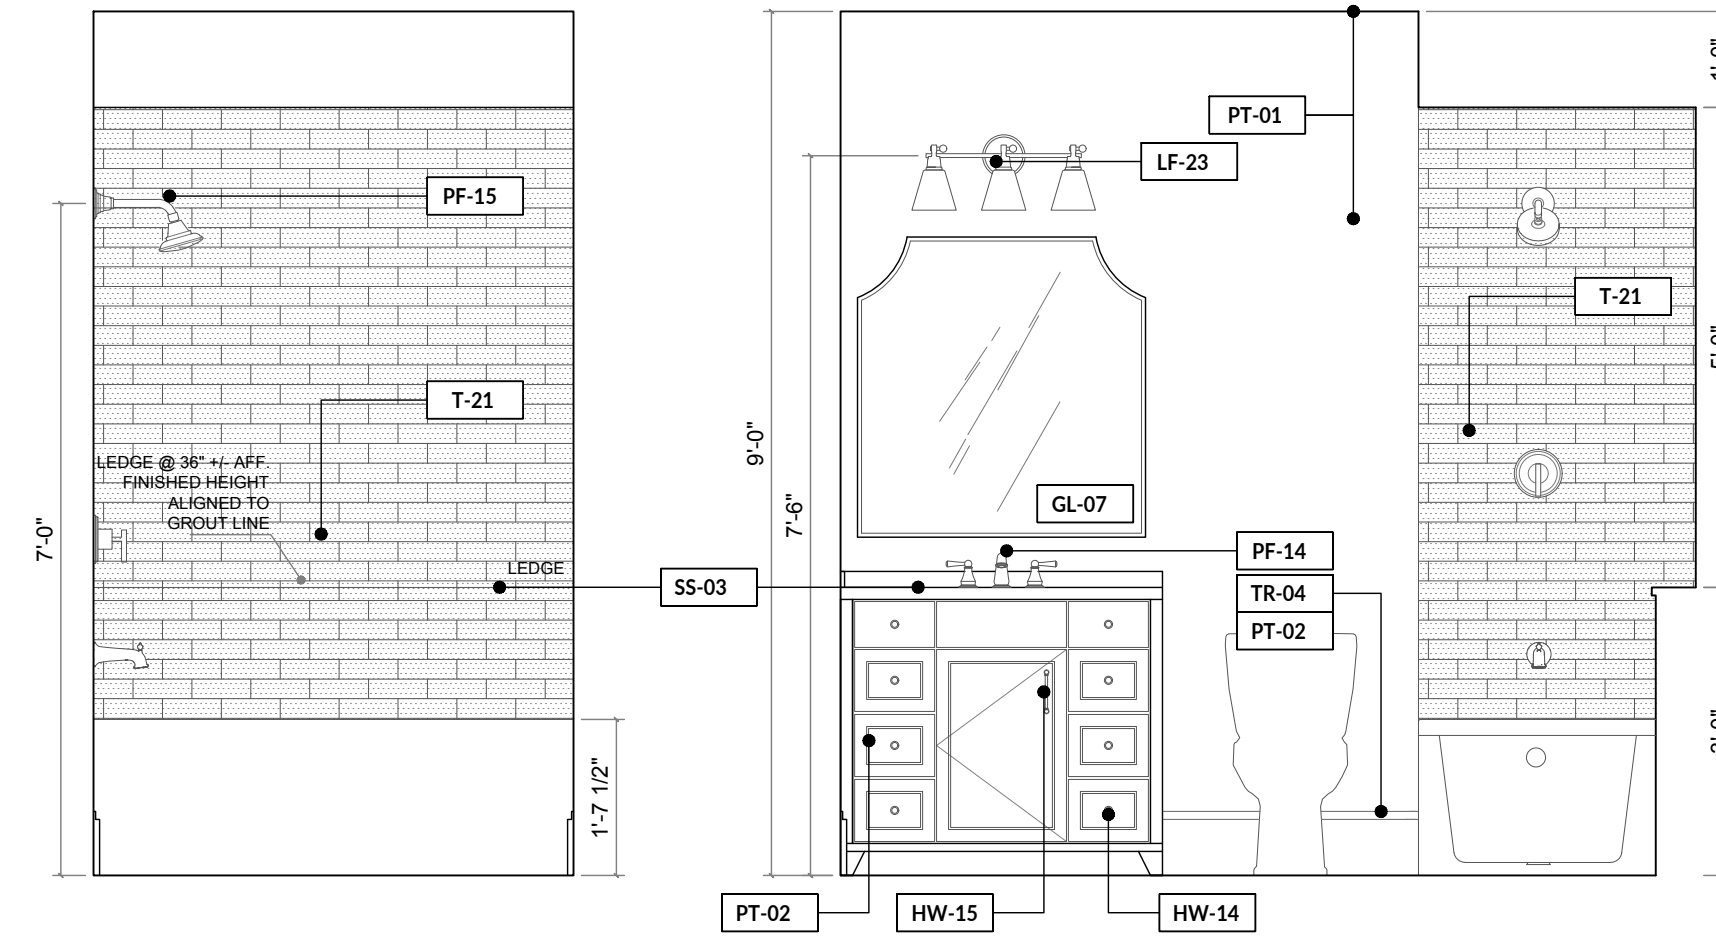 PF-15
T-21
LEDGE @ 36" +/- AFF.
FINISHED HEIGHT
ALIGNED TO
GROUT LINE
LEDGE
7'-0"
1'-7 1/2"
SS-03
9'-0"
7'-6"
PT-01
LF-23
GL-07
PF-14
TR-04
PT-02
T-21
PT-02
HW-15
HW-14